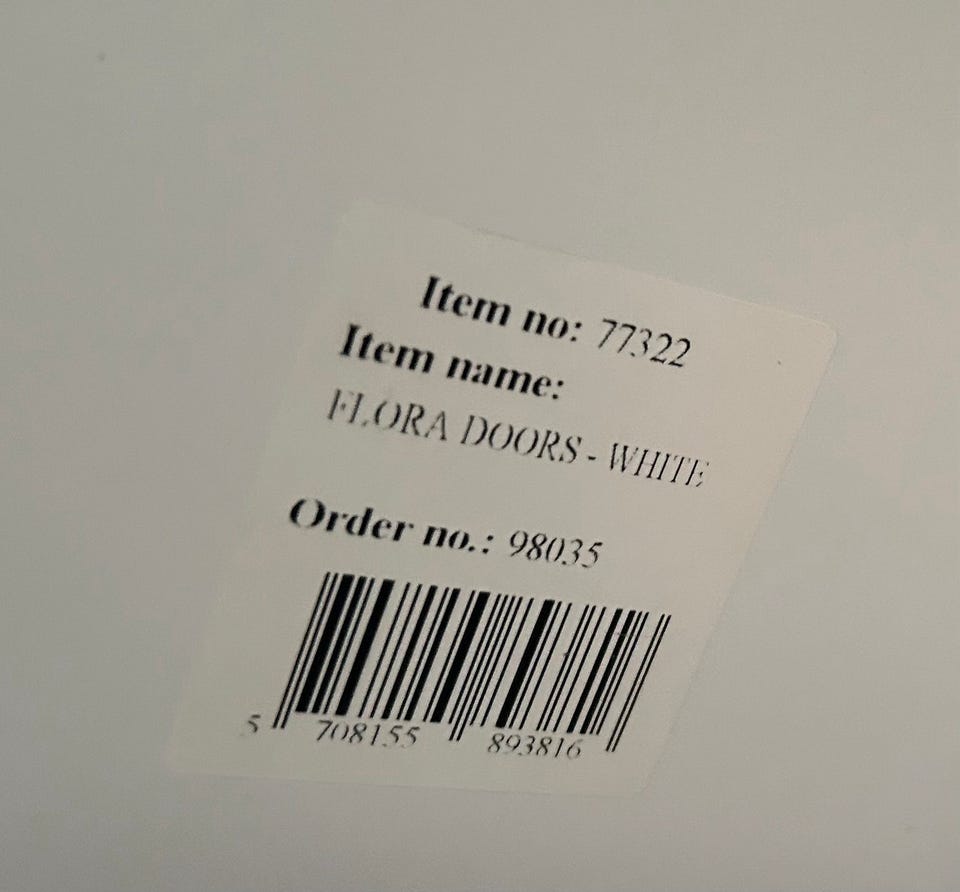 Item no: 77322
Item name:
FLORA DOORS - WHITE
Order no.: 98035
5 708155 893816